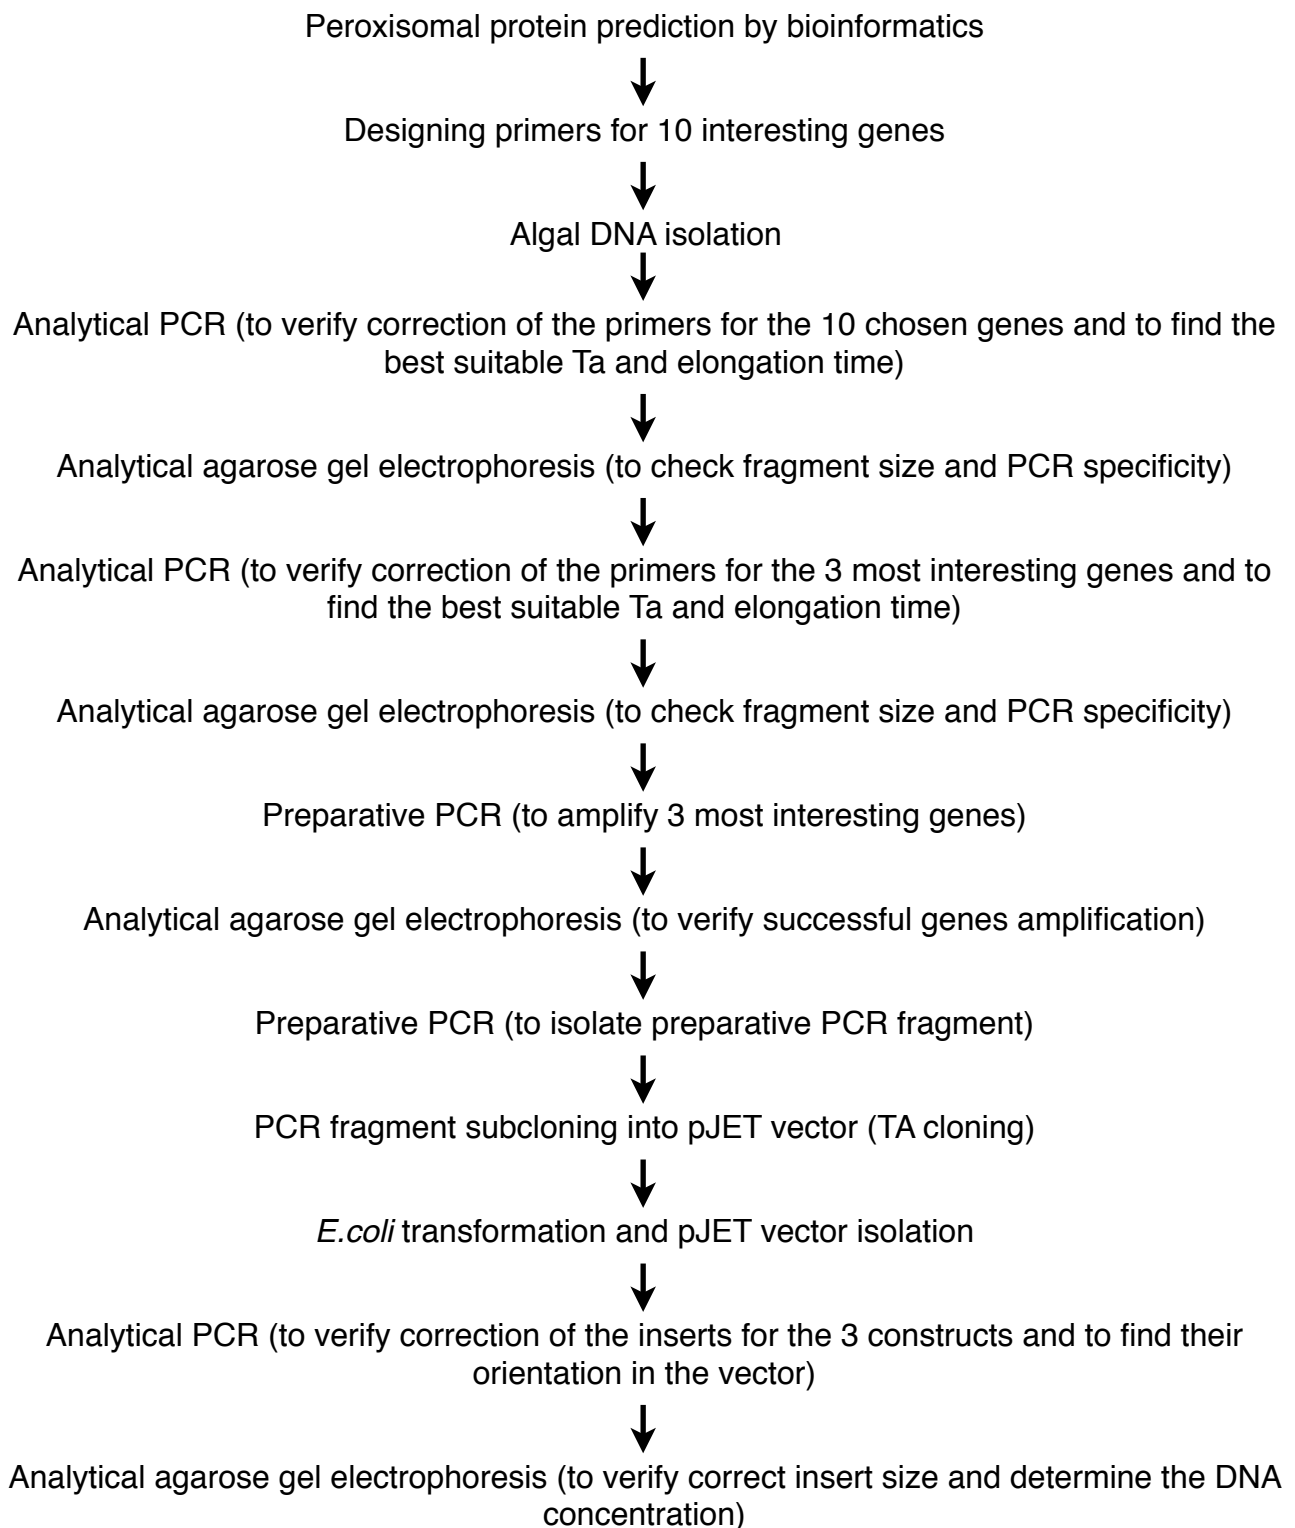 Peroxisomal protein prediction by bioinformatics
Designing primers for 10 interesting genes
Algal DNA isolation
Analytical PCR (to verify correction of the primers for the 10 chosen genes and to find the
best suitable Ta and elongation time)
Analytical agarose gel electrophoresis (to check fragment size and PCR specificity)
Analytical PCR (to verify correction of the primers for the 3 most interesting genes and to
find the best suitable Ta and elongation time)
Analytical agarose gel electrophoresis (to check fragment size and PCR specificity)
Preparative PCR (to amplify 3 most interesting genes)
Analytical agarose gel electrophoresis (to verify successful genes amplification)
Preparative PCR (to isolate preparative PCR fragment)
PCR fragment subcloning into pJET vector (TA cloning)
E.coli transformation and pJET vector isolation
Analytical PCR (to verify correction of the inserts for the 3 constructs and to find their
orientation in the vector)
Analytical agarose gel electrophoresis (to verify correct insert size and determine the DNA
concentration)